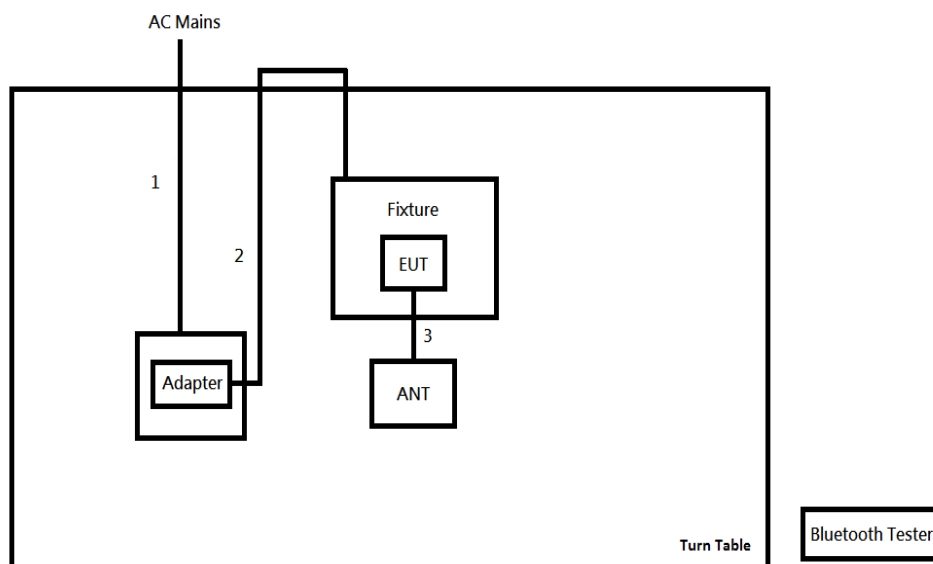 AC Mains
1
Fixture
2
EUT
3
Adapter
ANT
Bluetooth Tester
Turn Table